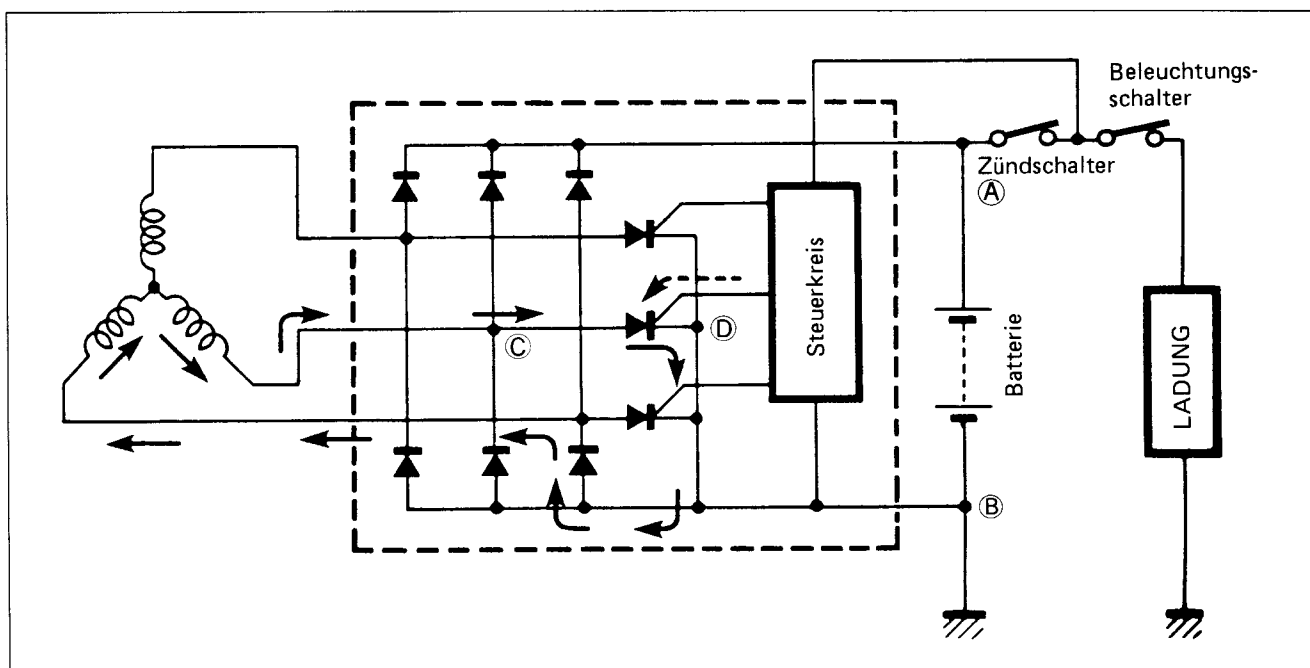 Beleuchtungs-
schalter
Zündschalter
Ⓐ
Steuerkreis
Batterie
LADUNG
Ⓒ
Ⓓ
Ⓑ